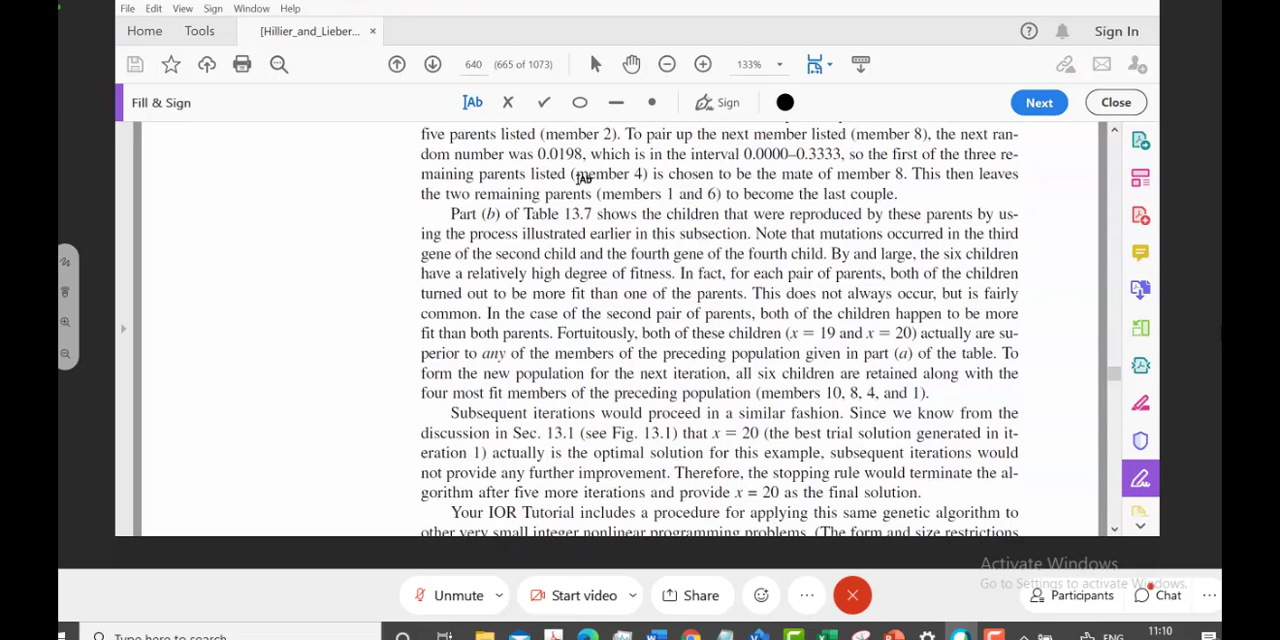 File Edit View Sign Window Help
Home Tools [Hillier_and_Lieber... × Sign In
640 (665 of 1073) 133%
Fill & Sign Ab Sign Next Close
five parents listed (member 2). To pair up the next member listed (member 8), the next ran-
dom number was 0.0198, which is in the interval 0.0000–0.3333, so the first of the three re-
maining parents listed (member 4) is chosen to be the mate of member 8. This then leaves
the two remaining parents (members 1 and 6) to become the last couple.
Part (b) of Table 13.7 shows the children that were reproduced by these parents by us-
ing the process illustrated earlier in this subsection. Note that mutations occurred in the third
gene of the second child and the fourth gene of the fourth child. By and large, the six children
have a relatively high degree of fitness. In fact, for each pair of parents, both of the children
turned out to be more fit than one of the parents. This does not always occur, but is fairly
common. In the case of the second pair of parents, both of the children happen to be more
fit than both parents. Fortuitously, both of these children (x = 19 and x = 20) actually are su-
perior to any of the members of the preceding population given in part (a) of the table. To
form the new population for the next iteration, all six children are retained along with the
four most fit members of the preceding population (members 10, 8, 4, and 1).
Subsequent iterations would proceed in a similar fashion. Since we know from the
discussion in Sec. 13.1 (see Fig. 13.1) that x = 20 (the best trial solution generated in it-
eration 1) actually is the optimal solution for this example, subsequent iterations would
not provide any further improvement. Therefore, the stopping rule would terminate the al-
gorithm after five more iterations and provide x = 20 as the final solution.
Your IOR Tutorial includes a procedure for applying this same genetic algorithm to
other very small integer nonlinear programming problems. (The form and size restrictions
Activate Windows
Go to Settings to activate Windows.
Unmute Start video Share Participants Chat
Type here to search ENG 11:10